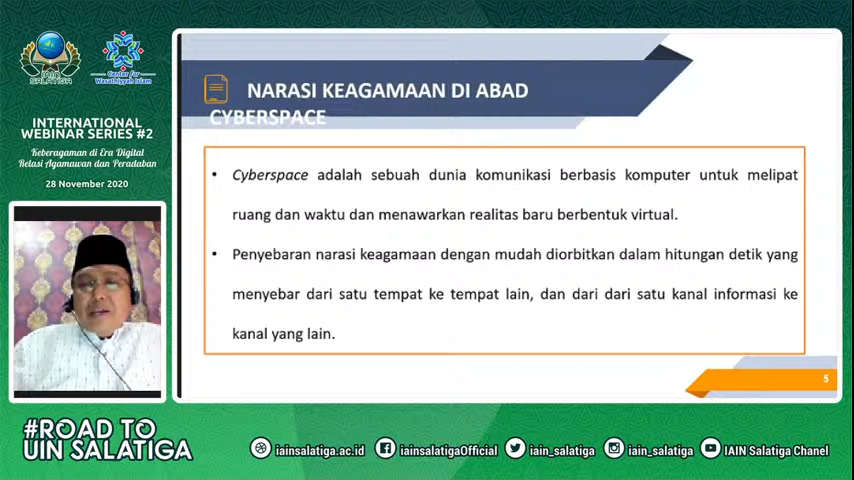 IAIN
SALATIGA
Center for
Wasathiyyah Islam
INTERNATIONAL
WEBINAR SERIES #2
Keberagaman di Era Digital
Relasi Agamawan dan Peradaban
28 November 2020
NARASI KEAGAMAAN DI ABAD
CYBERSPACE
• Cyberspace adalah sebuah dunia komunikasi berbasis komputer untuk melipat
ruang dan waktu dan menawarkan realitas baru berbentuk virtual.
• Penyebaran narasi keagamaan dengan mudah diorbitkan dalam hitungan detik yang
menyebar dari satu tempat ke tempat lain, dan dari dari satu kanal informasi ke
kanal yang lain.
5
#ROAD TO
UIN SALATIGA
iainsalatiga.ac.id
iainsalatigaOfficial
iain_salatiga
iain_salatiga
IAIN Salatiga Chanel